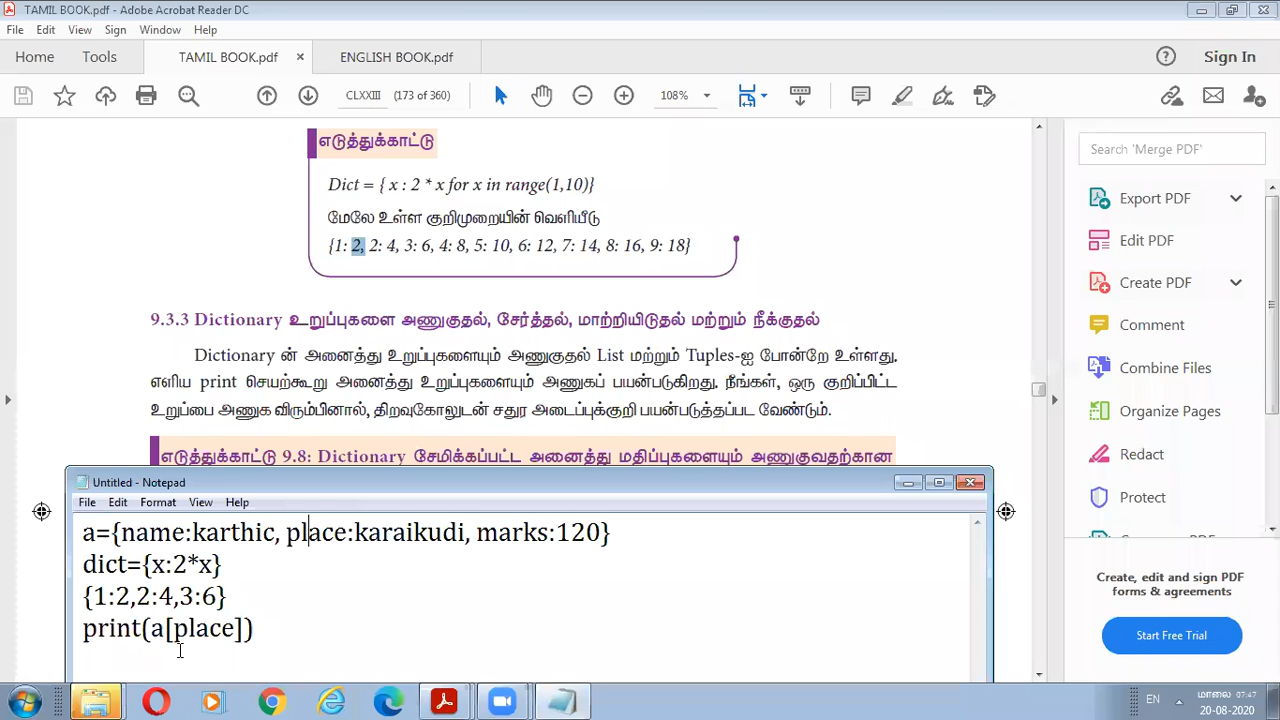 TAMIL BOOK.pdf - Adobe Acrobat Reader DC
File Edit View Sign Window Help
Home Tools TAMIL BOOK.pdf × ENGLISH BOOK.pdf Sign In
CLXXIII (173 of 360) 108%
எடுத்துக்காட்டு
Dict = { x : 2 * x for x in range(1,10)}
மேலே உள்ள குறிமுறையின் வெளியீடு
{1: 2, 2: 4, 3: 6, 4: 8, 5: 10, 6: 12, 7: 14, 8: 16, 9: 18}
9.3.3 Dictionary உறுப்புகளை அணுகுதல், சேர்த்தல், மாற்றியிடுதல் மற்றும் நீக்குதல்
Dictionary ன் அனைத்து உறுப்புகளையும் அணுகுதல் List மற்றும் Tuples-ஐ போன்றே உள்ளது.
எளிய print செயற்கூறு அனைத்து உறுப்புகளையும் அணுகப் பயன்படுகிறது. நீங்கள், ஒரு குறிப்பிட்ட
உறுப்பை அணுக விரும்பினால், திறவுகோலுடன் சதுர அடைப்புக்குறி பயன்படுத்தப்பட வேண்டும்.
எடுத்துக்காட்டு 9.8: Dictionary சேமிக்கப்பட்ட அனைத்து மதிப்புகளையும் அணுகுவதற்கான
Search 'Merge PDF'
Export PDF
Edit PDF
Create PDF
Comment
Combine Files
Organize Pages
Redact
Protect
Create, edit and sign PDF
forms & agreements
Start Free Trial
Untitled - Notepad
File Edit Format View Help
a={name:karthic, place:karaikudi, marks:120}
dict={x:2*x}
{1:2,2:4,3:6}
print(a[place])
EN மாலை 07:47
20-08-2020